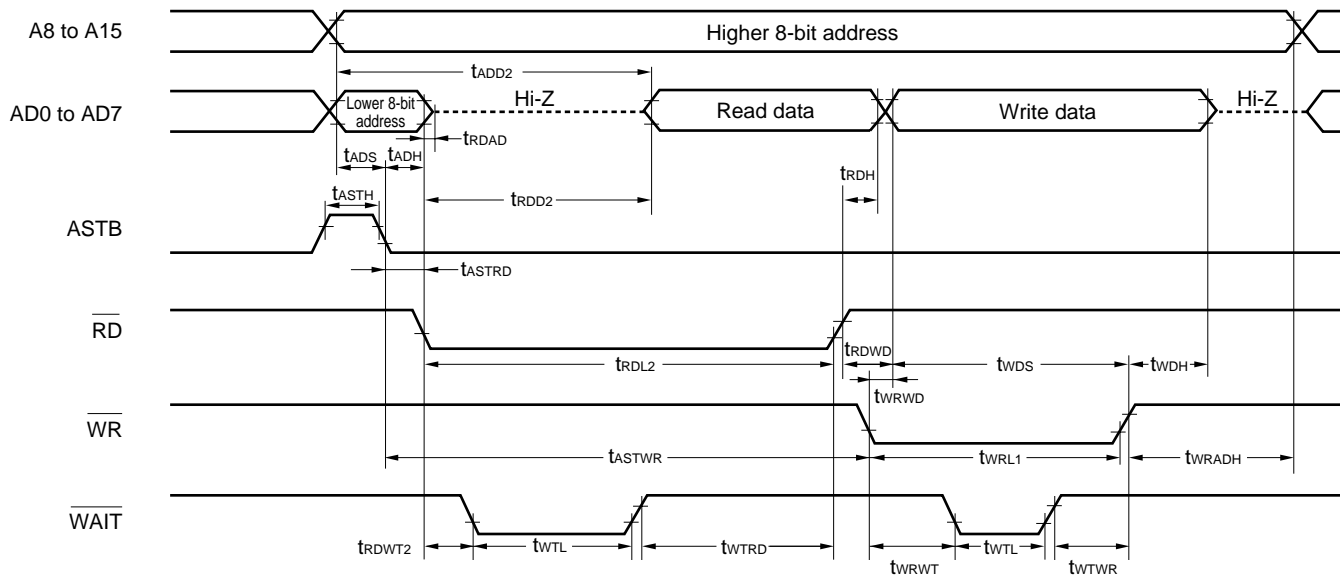 A8 to A15
Higher 8-bit address
tADD2
AD0 to AD7
Lower 8-bit
address
Hi-Z
Read data
Write data
Hi-Z
tRDAD
tADS
tADH
tRDH
tASTH
tRDD2
ASTB
tASTRD
RD
tRDL2
tRDWD
tWDS
tWDH
tWRWD
WR
tASTWR
tWRL1
tWRADH
WAIT
tRDWT2
tWTL
tWTRD
tWRWT
tWTL
tWTWR